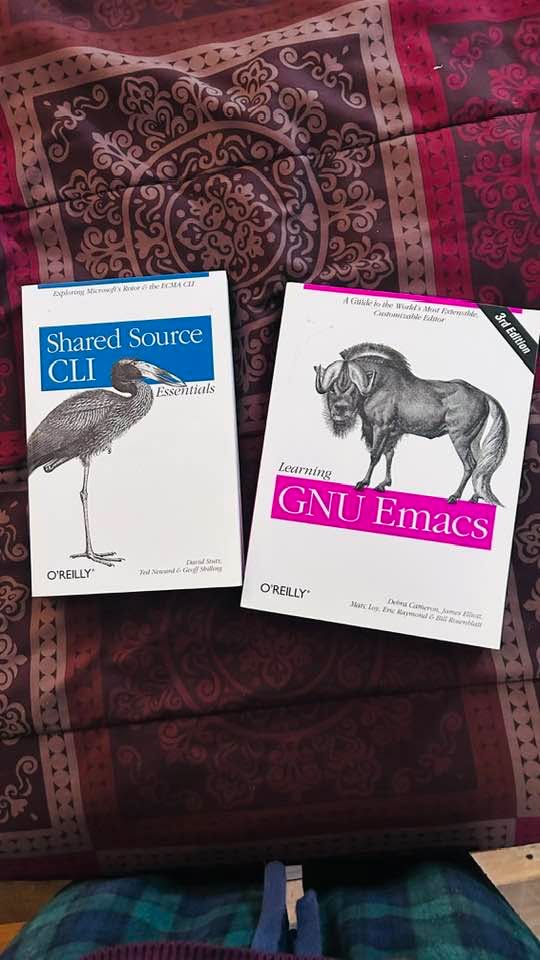 Exploring Microsoft's Rotor & the ECMA CLI
Shared Source
CLI
Essentials
O'REILLY®
David Stutz,
Ted Neward & Geoff Shilling
A Guide to the World's Most Extensible,
Customizable Editor
3rd Edition
Learning
GNU Emacs
O'REILLY®
Debra Cameron, James Elliott,
Marc Loy, Eric Raymond & Bill Rosenblatt